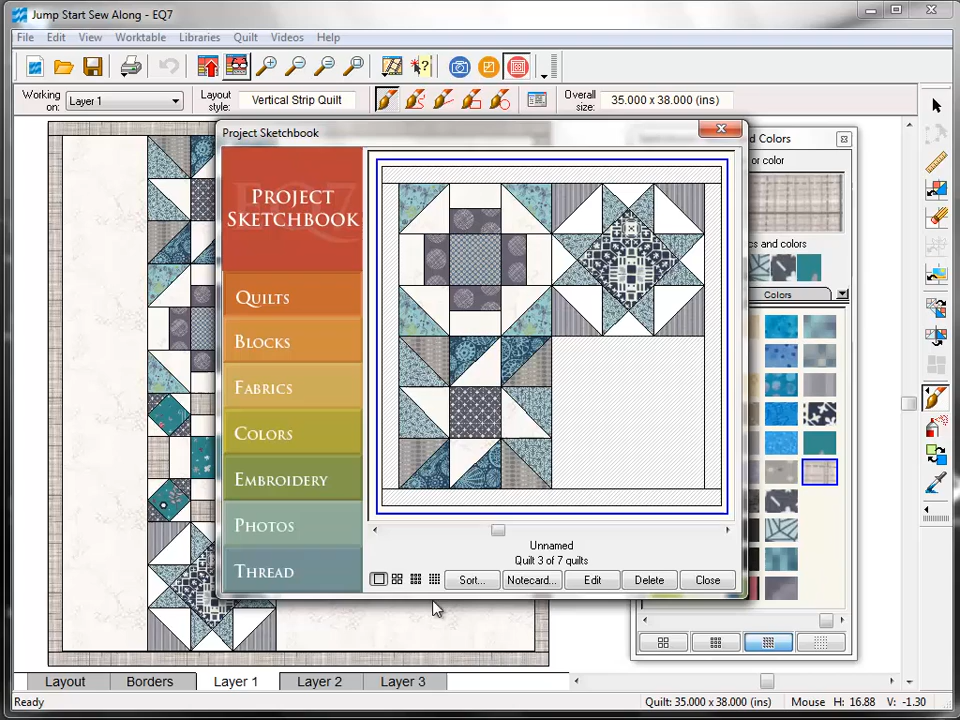 Jump Start Sew Along - EQ7
File Edit View Worktable Libraries Quilt Videos Help
Working on: Layer 1 Layout style: Vertical Strip Quilt Overall size: 35.000 x 38.000 (ins)
Project Sketchbook
Colors
or color
cs and colors
Colors
PROJECT
SKETCHBOOK
QUILTS
BLOCKS
FABRICS
COLORS
EMBROIDERY
PHOTOS
THREAD
Unnamed
Quilt 3 of 7 quilts
Sort... Notecard... Edit Delete Close
Layout Borders Layer 1 Layer 2 Layer 3
Ready Quilt: 35.000 x 38.000 (ins) Mouse H: 16.88 V: -1.30